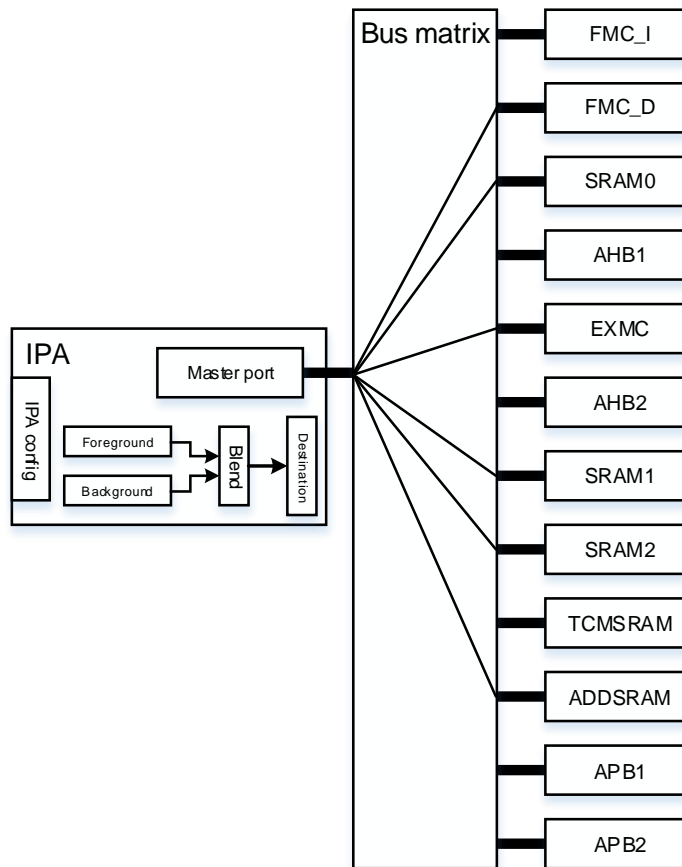 Bus matrix
FMC_I
FMC_D
SRAM0
AHB1
EXMC
AHB2
SRAM1
SRAM2
TCMSRAM
ADDSRAM
APB1
APB2
IPA
Master port
IPA config
Foreground
Background
Blend
Destination